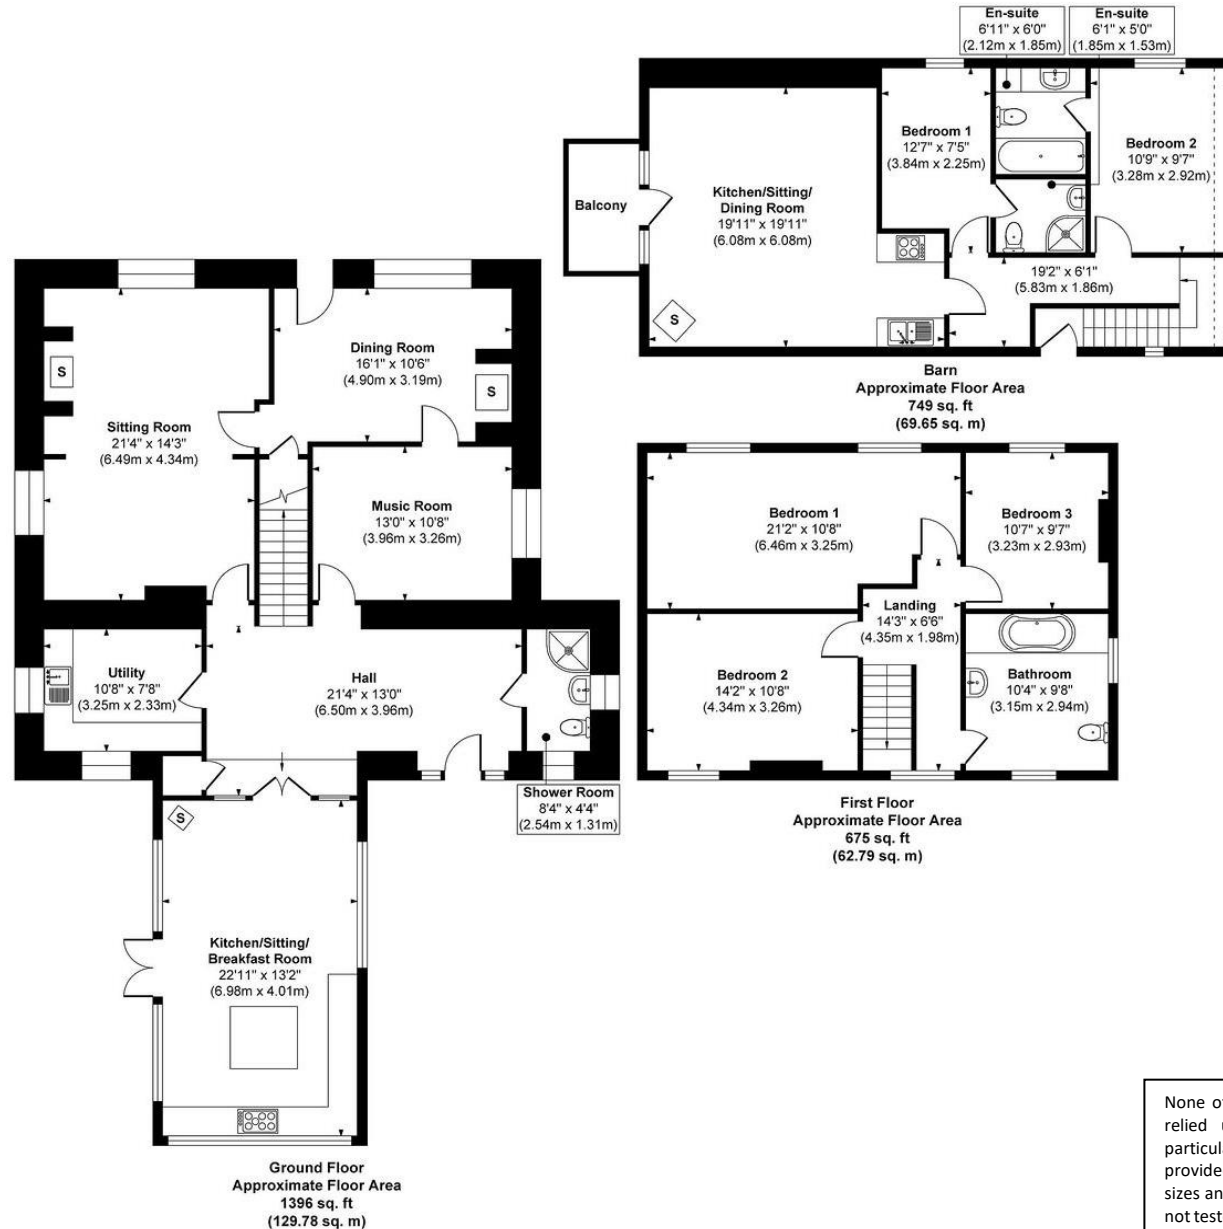 En-suite
6'11" x 6'0"
(2.12m x 1.85m)
En-suite
6'1" x 5'0"
(1.85m x 1.53m)
Bedroom 1
12'7" x 7'5"
(3.84m x 2.25m)
Bedroom 2
10'9" x 9'7"
(3.28m x 2.92m)
Balcony
Kitchen/Sitting/
Dining Room
19'11" x 19'11"
(6.08m x 6.08m)
19'2" x 6'1"
(5.83m x 1.86m)
S
Barn
Approximate Floor Area
749 sq. ft
(69.65 sq. m)
Dining Room
16'1" x 10'6"
(4.90m x 3.19m)
S
S
Sitting Room
21'4" x 14'3"
(6.49m x 4.34m)
Music Room
13'0" x 10'8"
(3.96m x 3.26m)
Utility
10'8" x 7'8"
(3.25m x 2.33m)
Hall
21'4" x 13'0"
(6.50m x 3.96m)
Shower Room
8'4" x 4'4"
(2.54m x 1.31m)
S
Kitchen/Sitting/
Breakfast Room
22'11" x 13'2"
(6.98m x 4.01m)
Ground Floor
Approximate Floor Area
1396 sq. ft
(129.78 sq. m)
Bedroom 1
21'2" x 10'8"
(6.46m x 3.25m)
Bedroom 3
10'7" x 9'7"
(3.23m x 2.93m)
Landing
14'3" x 6'6"
(4.35m x 1.98m)
Bedroom 2
14'2" x 10'8"
(4.34m x 3.26m)
Bathroom
10'4" x 9'8"
(3.15m x 2.94m)
First Floor
Approximate Floor Area
675 sq. ft
(62.79 sq. m)
None
relied
particul
provide
sizes an
not test